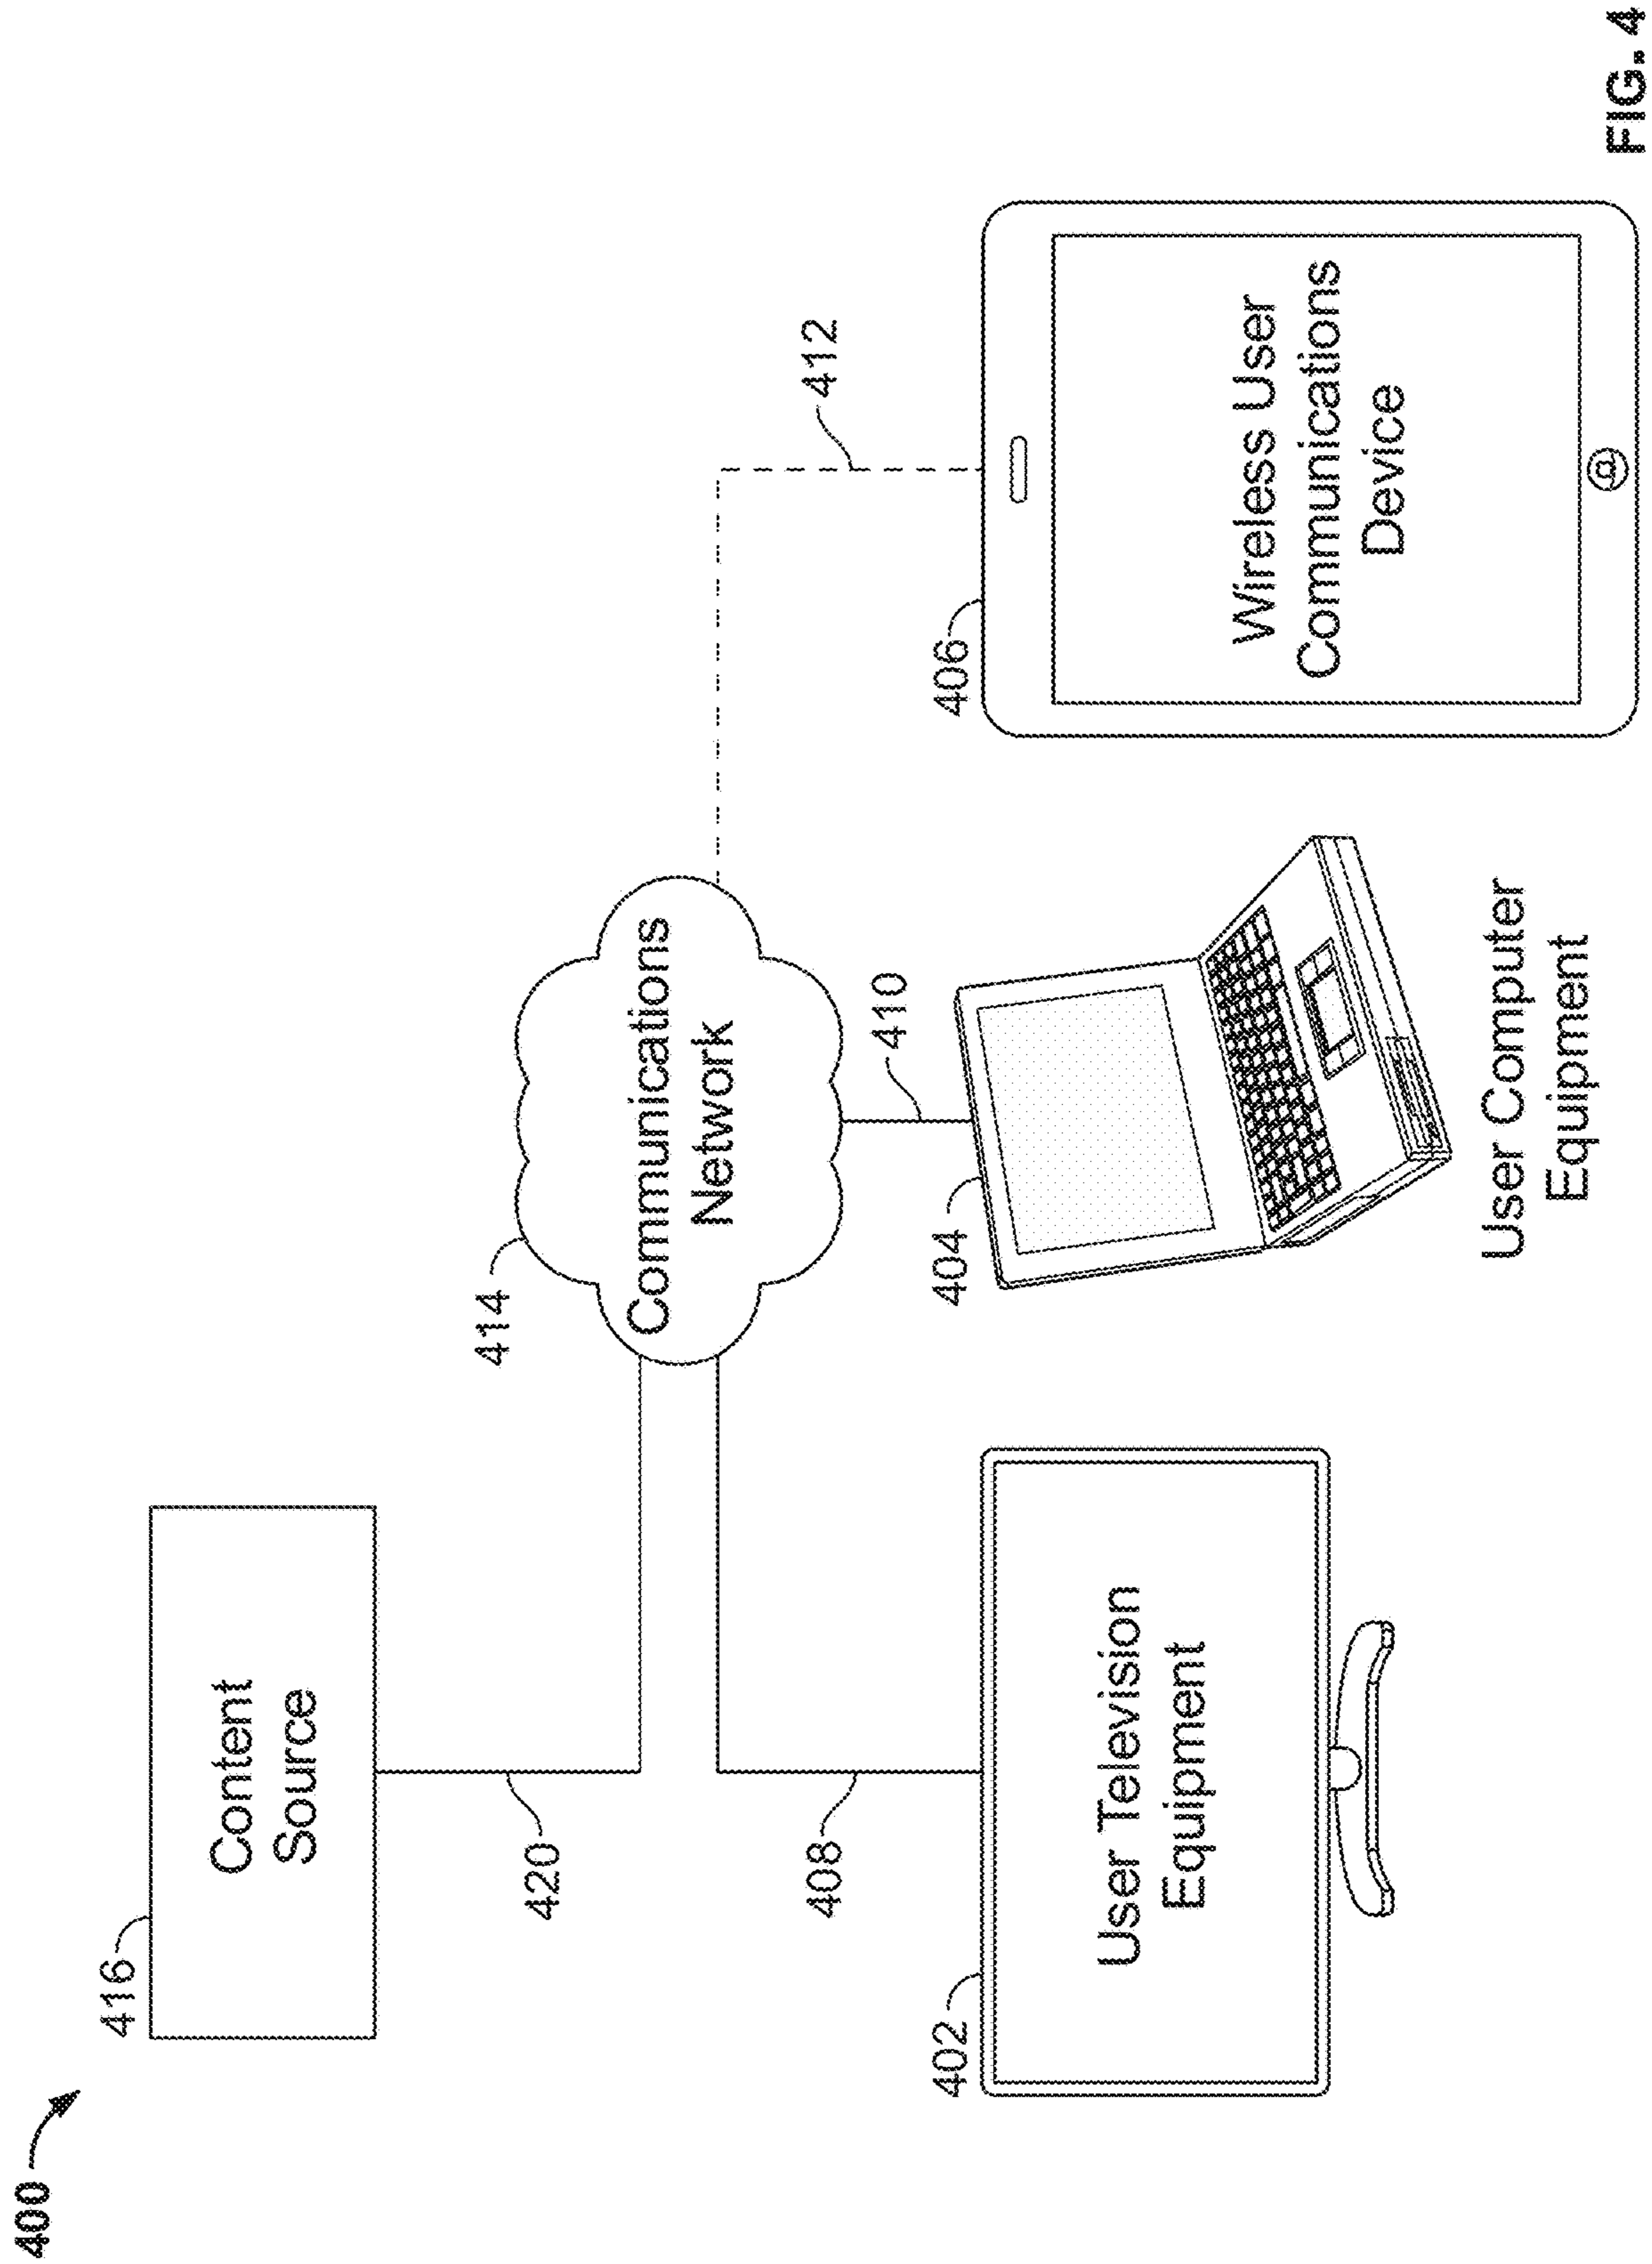 400
416
Content
Source
420
414
Communications
Network
408
410
412
402
User Television
Equipment
404
User Computer
Equipment
406
Wireless User
Communications
Device
FIG. 4